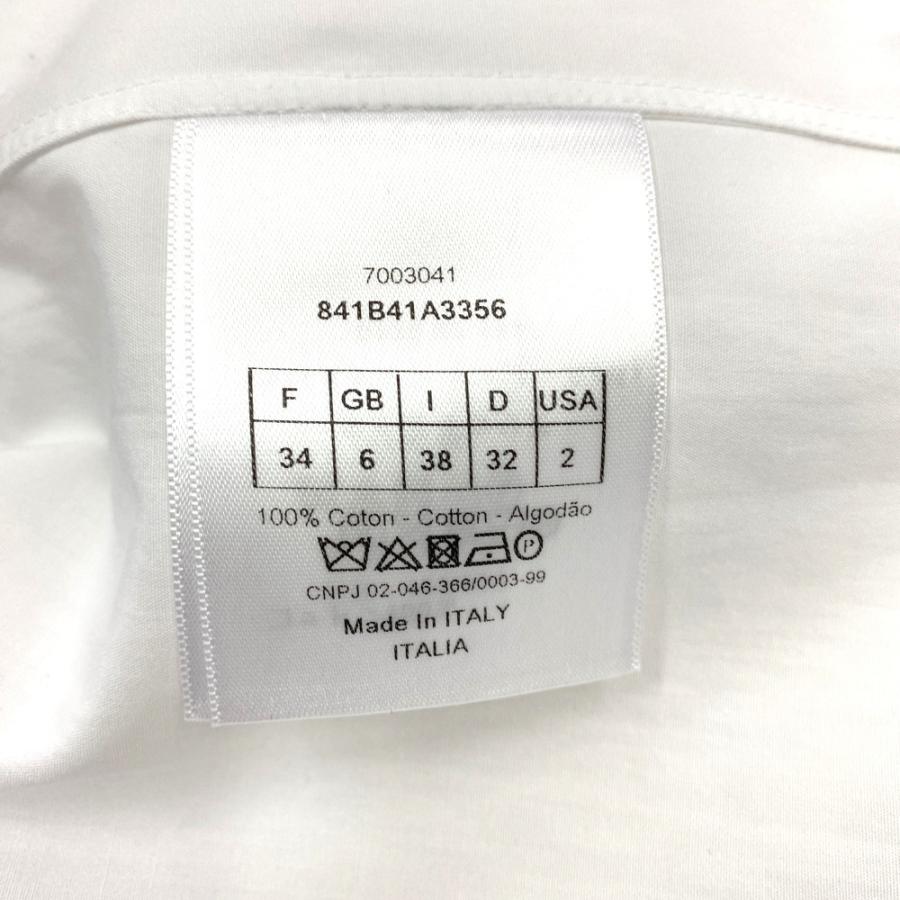 7003041
841B41A3356
F GB I D USA
34 6 38 32 2
100% Coton - Cotton - Algodão
P
CNPJ 02-046-366/0003-99
Made In ITALY
ITALIA